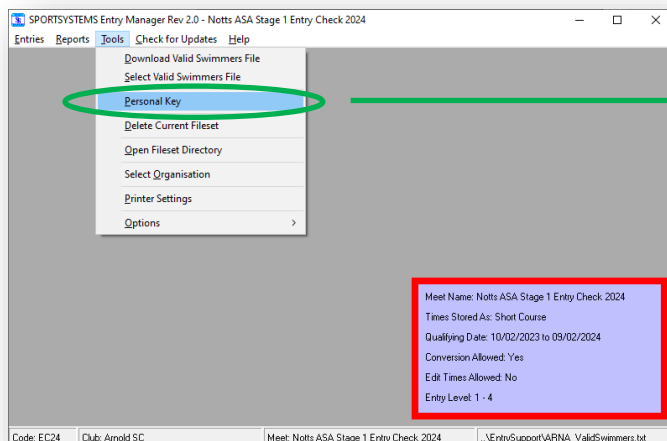 SPORTSYSTEMS Entry Manager Rev 2.0 - Notts ASA Stage 1 Entry Check 2024
Entries Reports Tools Check for Updates Help
Download Valid Swimmers File
Select Valid Swimmers File
Personal Key
Delete Current Fileset
Open Fileset Directory
Select Organisation
Printer Settings
Options
Meet Name: Notts ASA Stage 1 Entry Check 2024
Times Stored As: Short Course
Qualifying Date: 10/02/2023 to 09/02/2024
Conversion Allowed: Yes
Edit Times Allowed: No
Entry Level: 1 - 4
Code: EC24 Club: Arnold SC Meet: Notts ASA Stage 1 Entry Check 2024 ..\EntrySupport\ARNA_ValidSwimmers.txt